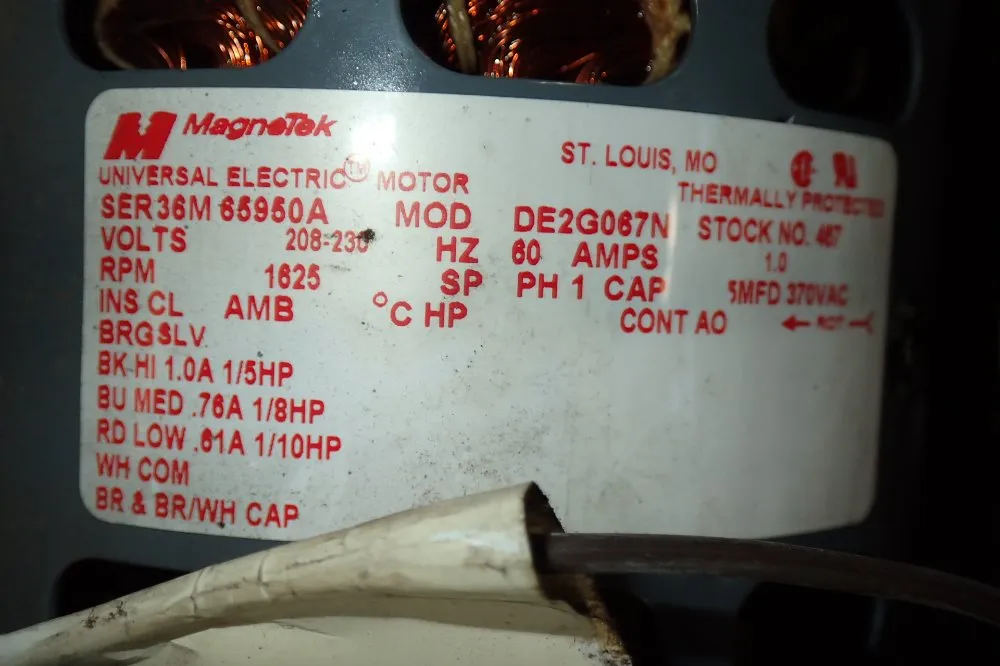 MagneTek
ST. LOUIS, MO
UNIVERSAL ELECTRIC™ MOTOR
THERMALLY PROTECTED
SER 36M 65950A MOD DE2G067N STOCK NO. 467
VOLTS 208-230 HZ 60 AMPS 1.0
RPM 1625 SP PH 1 CAP 5MFD 370VAC
INS CL AMB °C HP CONT AO ROT
BRG SLV
BK HI 1.0A 1/5HP
BU MED .76A 1/8HP
RD LOW .61A 1/10HP
WH COM
BR & BR/WH CAP